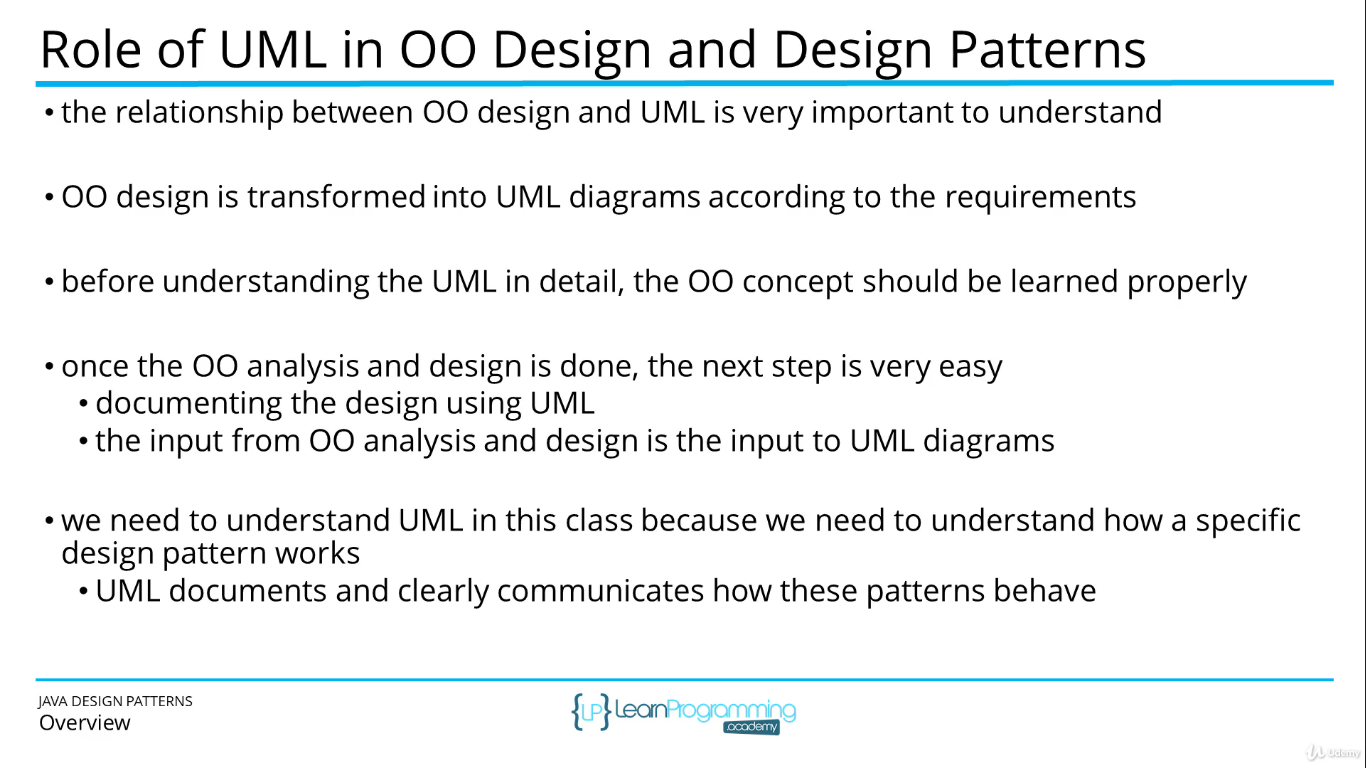 Role of UML in OO Design and Design Patterns
• the relationship between OO design and UML is very important to understand
• OO design is transformed into UML diagrams according to the requirements
• before understanding the UML in detail, the OO concept should be learned properly
• once the OO analysis and design is done, the next step is very easy
• documenting the design using UML
• the input from OO analysis and design is the input to UML diagrams
• we need to understand UML in this class because we need to understand how a specific
design pattern works
• UML documents and clearly communicates how these patterns behave
JAVA DESIGN PATTERNS
Overview
{LP} LearnProgramming
.academy
Udemy